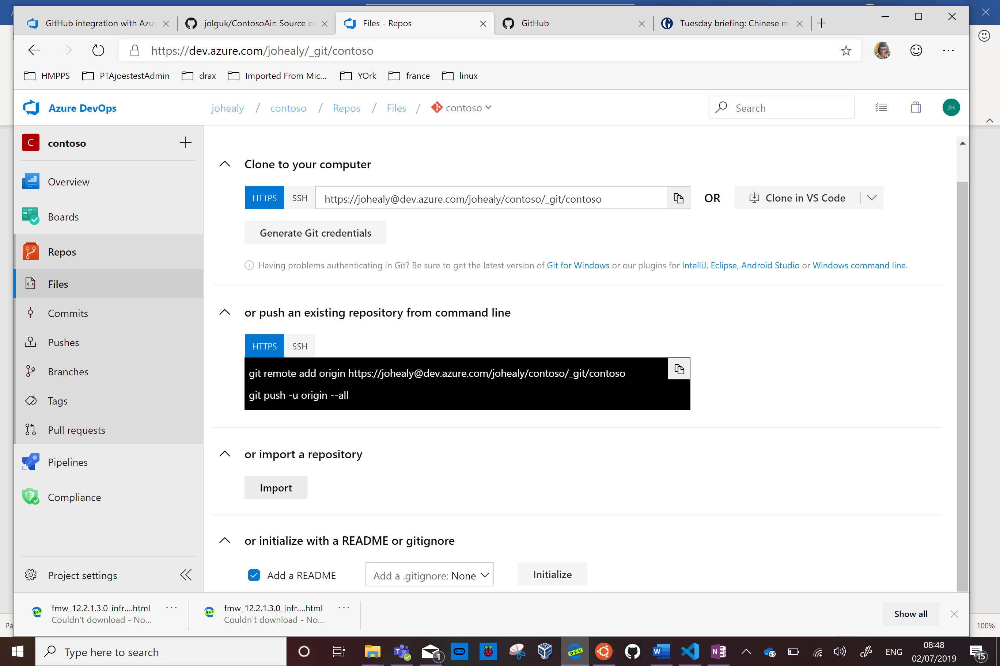 GitHub integration with Azur
jolguk/ContosoAir: Source co
Files - Repos
GitHub
Tuesday briefing: Chinese m
https://dev.azure.com/johealy/_git/contoso
HMPPS
PTAjoestestAdmin
drax
Imported From Mic...
YOrk
france
linux
Azure DevOps
johealy / contoso / Repos / Files / contoso
Search
JH
C
contoso
Overview
Boards
Repos
Files
Commits
Pushes
Branches
Tags
Pull requests
Pipelines
Compliance
Project settings
Clone to your computer
HTTPS
SSH
https://johealy@dev.azure.com/johealy/contoso/_git/contoso
OR
Clone in VS Code
Generate Git credentials
Having problems authenticating in Git? Be sure to get the latest version of Git for Windows or our plugins for IntelliJ, Eclipse, Android Studio or Windows command line.
or push an existing repository from command line
HTTPS
SSH
git remote add origin https://johealy@dev.azure.com/johealy/contoso/_git/contoso
git push -u origin --all
or import a repository
Import
or initialize with a README or gitignore
Add a README
Add a .gitignore: None
Initialize
fmw_12.2.1.3.0_infr....html
Couldn't download - No...
fmw_12.2.1.3.0_infr....html
Couldn't download - No...
Show all
Pa
100%
Type here to search
1
DEV
ENG
08:48
02/07/2019
15